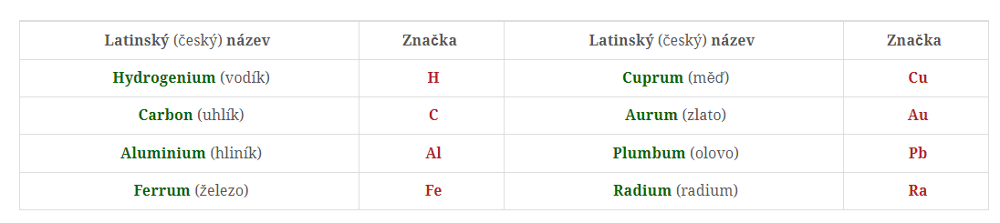 Latinský (český) název Značka Latinský (český) název Značka
Hydrogenium (vodík) H Cuprum (měď) Cu
Carbon (uhlík) C Aurum (zlato) Au
Aluminium (hliník) Al Plumbum (olovo) Pb
Ferrum (železo) Fe Radium (radium) Ra